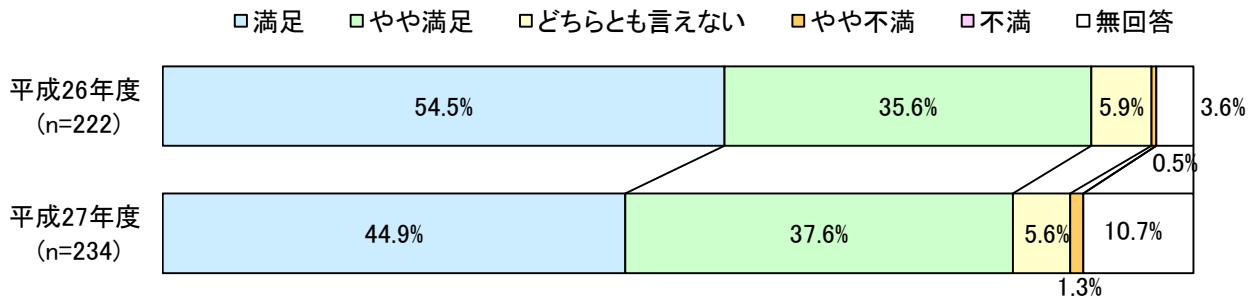 満足 やや満足 どちらとも言えない やや不満 不満 無回答
平成26年度
(n=222)
54.5% 35.6% 5.9% 3.6%
0.5%
平成27年度
(n=234)
44.9% 37.6% 5.6% 10.7%
1.3%